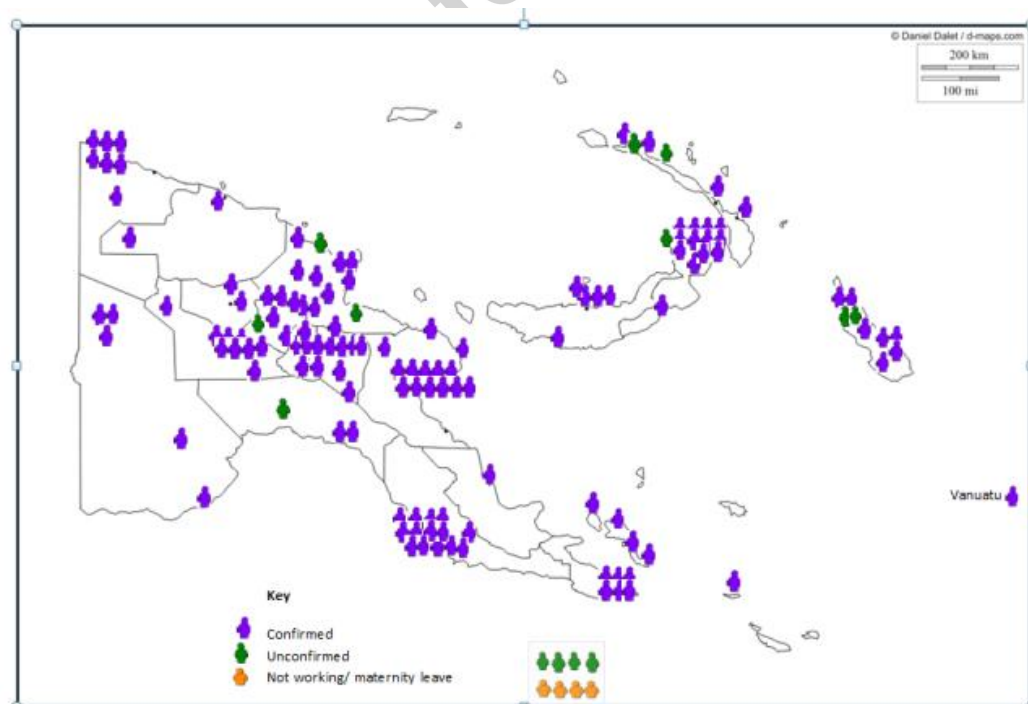 © Daniel Dalet / d-maps.com
200 km
100 mi
Vanuatu
Key
Confirmed
Unconfirmed
Not working/ maternity leave